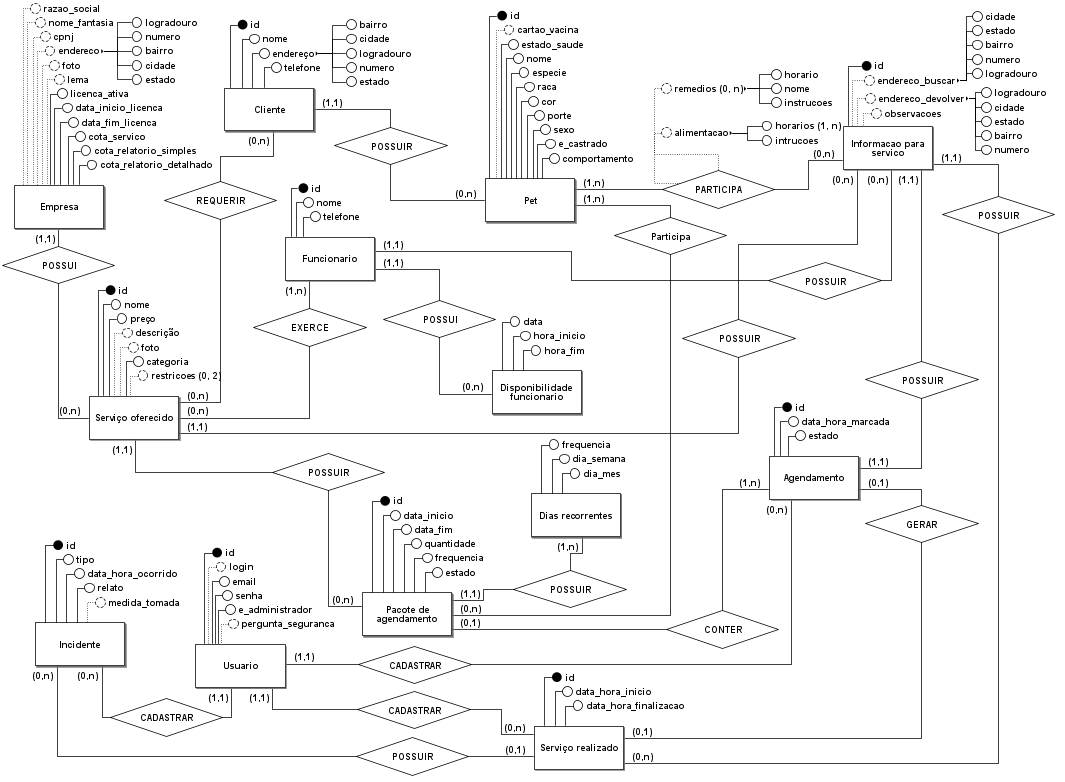 razao_social
nome_fantasia
cpnj
endereco
logradouro
numero
bairro
cidade
estado
foto
lema
licenca_ativa
data_inicio_licenca
data_fim_licenca
cota_servico
cota_relatorio_simples
cota_relatorio_detalhado
Empresa
(1,1)
POSSUI
(0,n)
id
nome
endereço
telefone
bairro
cidade
logradouro
numero
estado
Cliente
(1,1)
(0,n)
POSSUIR
(0,n)
REQUERIR
(0,n)
id
cartao_vacina
estado_saude
nome
especie
raca
cor
porte
sexo
e_castrado
comportamento
Pet
(1,n)
(1,n)
remedios (0, n)
horario
nome
instrucoes
alimentacao
horarios (1, n)
intrucoes
PARTICIPA
(0,n)
Participa
id
endereco_buscar
cidade
estado
bairro
numero
logradouro
endereco_devolver
logradouro
cidade
estado
bairro
numero
observacoes
Informacao para
servico
(1,1)
(0,n)
(0,n)
(1,1)
POSSUIR
POSSUIR
POSSUIR
POSSUIR
id
nome
telefone
Funcionario
(1,1)
(1,1)
(1,n)
EXERCE
(0,n)
POSSUI
(0,n)
data
hora_inicio
hora_fim
Disponibilidade
funcionario
id
nome
preço
descrição
foto
categoria
restricoes (0, 2)
Serviço oferecido
(1,1)
(1,1)
POSSUIR
(0,n)
frequencia
dia_semana
dia_mes
Dias recorrentes
(1,n)
POSSUIR
id
data_inicio
data_fim
quantidade
frequencia
estado
Pacote de
agendamento
(1,1)
(0,n)
(0,1)
CONTER
(1,n)
id
data_hora_marcada
estado
Agendamento
(1,1)
(0,1)
(0,n)
GERAR
id
tipo
data_hora_ocorrido
relato
medida_tomada
Incidente
(0,n)
(0,n)
CADASTRAR
id
login
email
senha
e_administrador
pergunta_seguranca
Usuario
(1,1)
(1,1)
(1,1)
CADASTRAR
CADASTRAR
(0,n)
POSSUIR
(0,1)
id
data_hora_inicio
data_hora_finalizacao
Serviço realizado
(0,1)
(0,n)